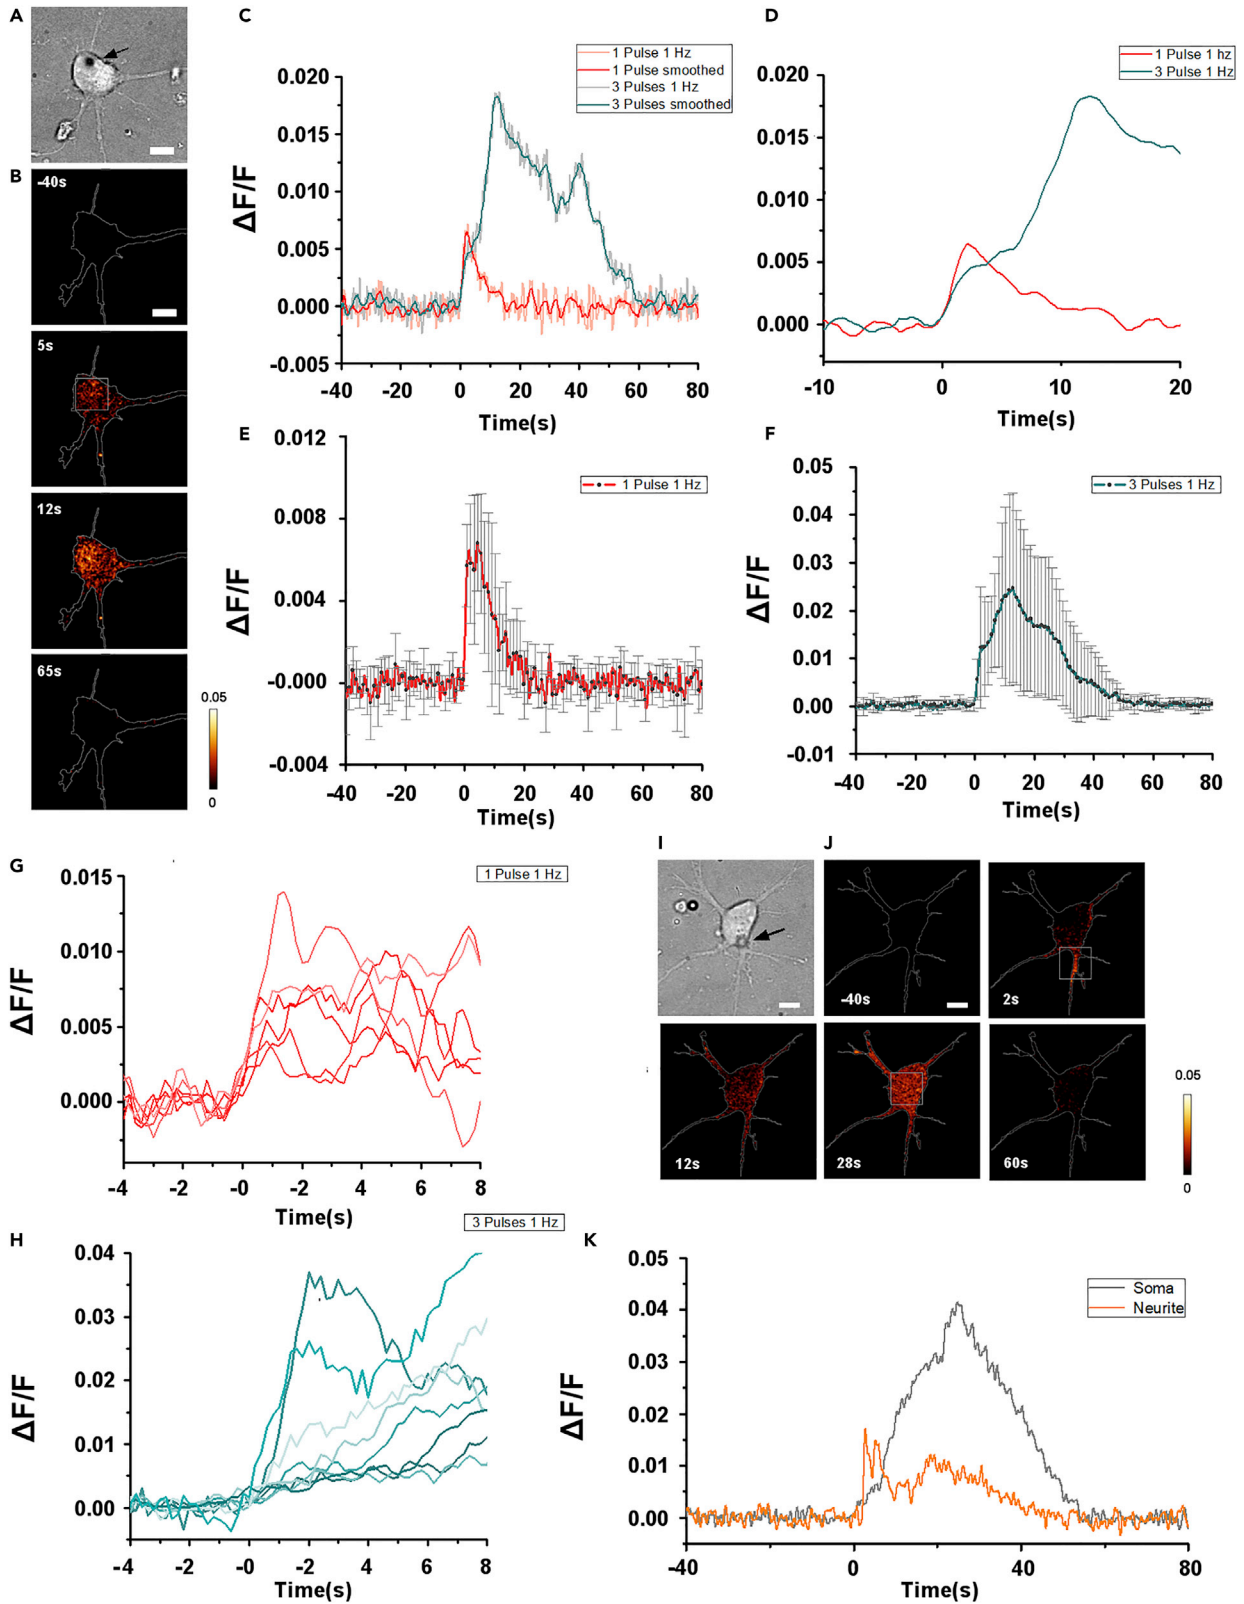 A
B
-40s
5s
12s
65s
0.05
0
C
1 Pulse 1 Hz
1 Pulse smoothed
3 Pulses 1 Hz
3 Pulses smoothed
0.020
0.015
0.010
0.005
0.000
-0.005
ΔF/F
-40 -20 0 20 40 60 80
Time(s)
D
1 Pulse 1 hz
3 Pulse 1 Hz
0.020
0.015
0.010
0.005
0.000
ΔF/F
-10 0 10 20
Time(s)
E
1 Pulse 1 Hz
0.012
0.008
0.004
-0.000
-0.004
ΔF/F
-40 -20 0 20 40 60 80
Time(s)
F
3 Pulses 1 Hz
0.05
0.04
0.03
0.02
0.01
0.00
-0.01
ΔF/F
-40 -20 0 20 40 60 80
Time(s)
G
1 Pulse 1 Hz
0.015
0.010
0.005
0.000
ΔF/F
-4 -2 -0 2 4 6 8
Time(s)
H
3 Pulses 1 Hz
0.04
0.03
0.02
0.01
0.00
ΔF/F
-4 -2 -0 2 4 6 8
Time(s)
I
J
-40s
2s
12s
28s
60s
0.05
0
K
Soma
Neurite
0.05
0.04
0.03
0.02
0.01
0.00
ΔF/F
-40 -20 0 20 40 60 80
Time(s)